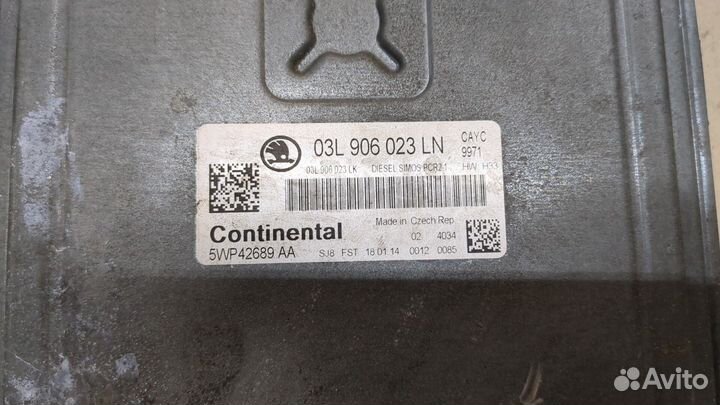 03L 906 023 LN
CAYC
9971
03L 906 023 LK DIESEL SIMOS PCR2.1 HW: H33
Made in Czech Rep.
Continental
02 4034
5WP42689 AA SJ8 FST 18 01 14 0012 0085
Avito